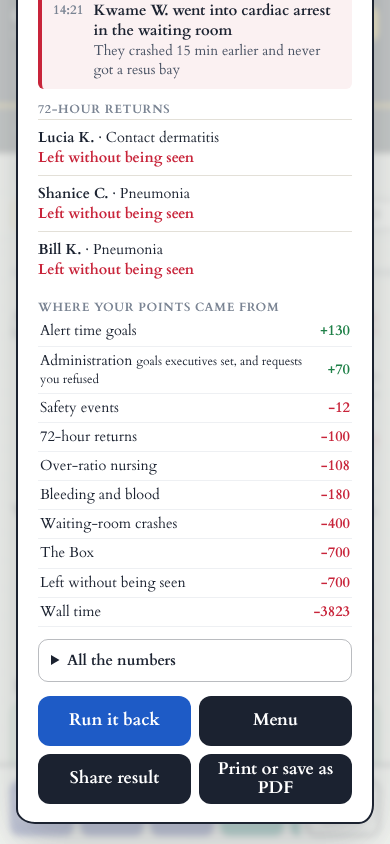 14:21 Kwame W. went into cardiac arrest
in the waiting room
They crashed 15 min earlier and never
got a resus bay
72-HOUR RETURNS
Lucia K. · Contact dermatitis
Left without being seen
Shanice C. · Pneumonia
Left without being seen
Bill K. · Pneumonia
Left without being seen
WHERE YOUR POINTS CAME FROM
Alert time goals +130
Administration goals executives set, and requests
you refused +70
Safety events −12
72-hour returns −100
Over-ratio nursing −108
Bleeding and blood −180
Waiting-room crashes −400
The Box −700
Left without being seen −700
Wall time −3823
▶ All the numbers
Run it back
Menu
Share result
Print or save as
PDF